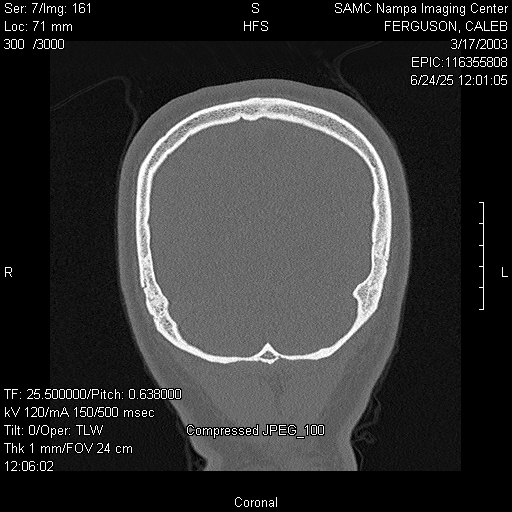 Ser: 7/Img: 161
Loc: 71 mm
300 /3000
S
HFS
SAMC Nampa Imaging Center
FERGUSON, CALEB
3/17/2003
EPIC:116355808
6/24/25 12:01:05
R
L
TF: 25.500000/Pitch: 0.638000
kV 120/mA 150/500 msec
Tilt: 0/Oper: TLW
Thk 1 mm/FOV 24 cm
12:06:02
Compressed JPEG_100
Coronal